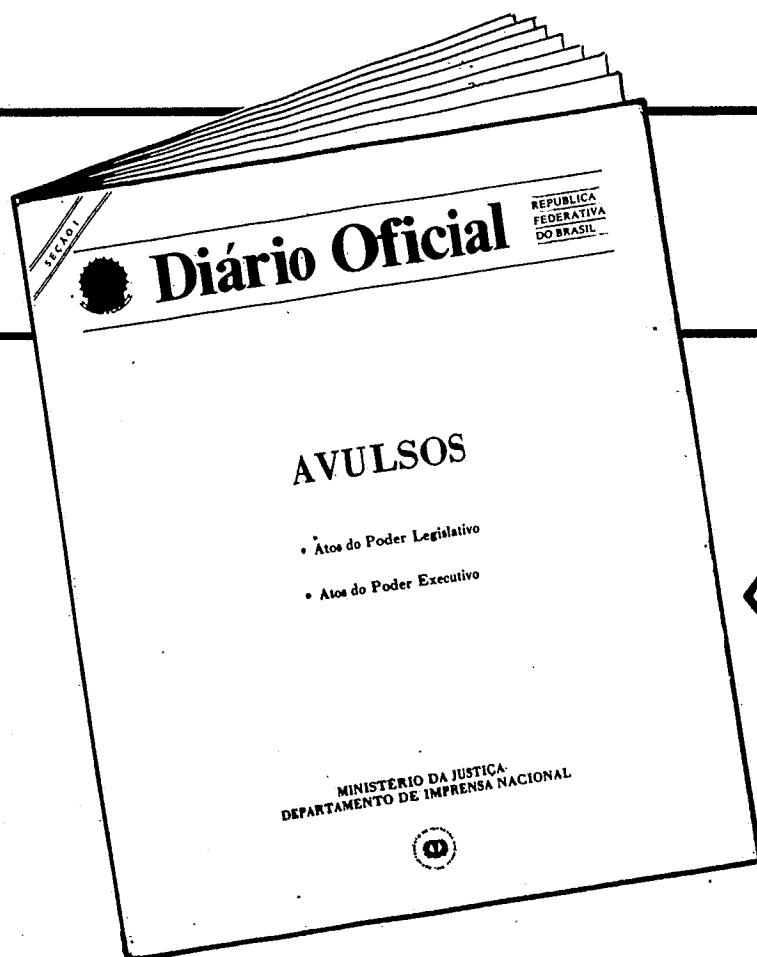 SEÇÃO I
Diário Oficial
REPUBLICA
FEDERATIVA
DO BRASIL
AVULSOS
• Atos do Poder Legislativo
• Atos do Poder Executivo
MINISTÉRIO DA JUSTIÇA
DEPARTAMENTO DE IMPRENSA NACIONAL